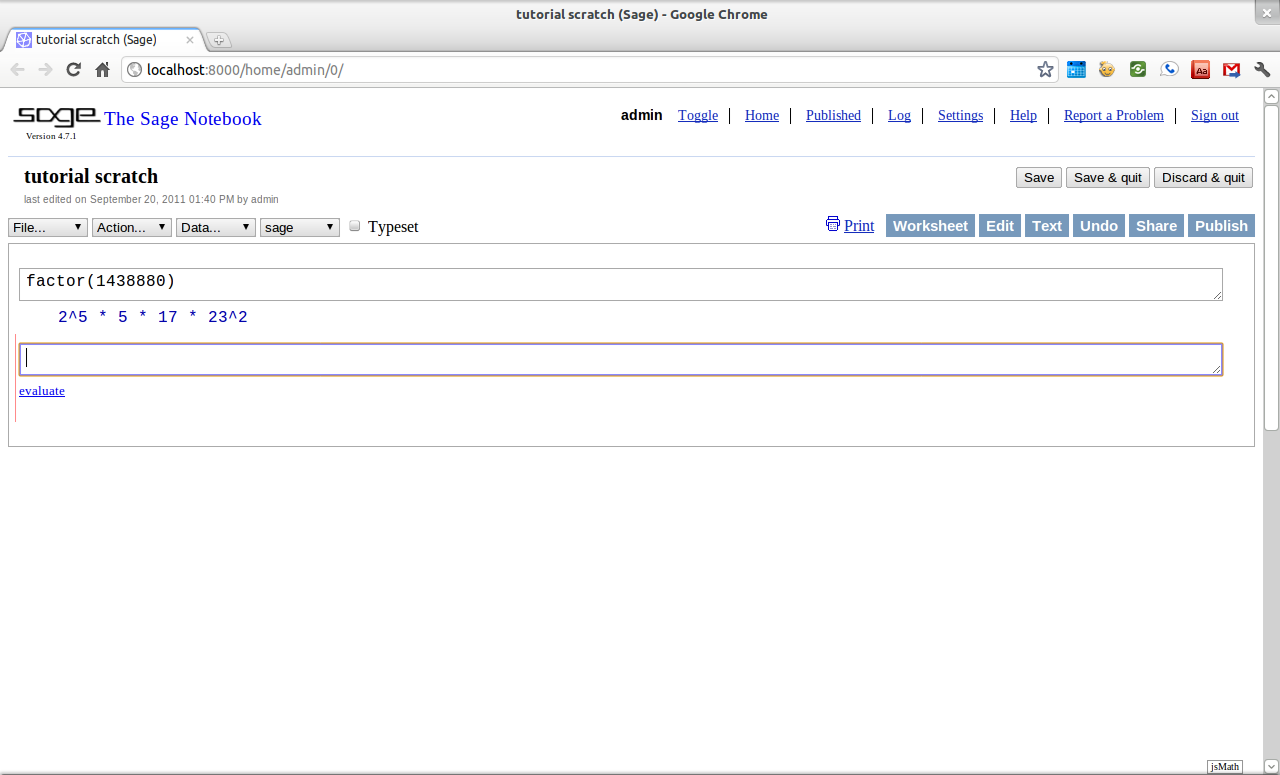 tutorial scratch (Sage) - Google Chrome
tutorial scratch (Sage)
localhost:8000/home/admin/0/
sage The Sage Notebook
admin Toggle Home Published Log Settings Help Report a Problem Sign out
Version 4.7.1
tutorial scratch
Save Save & quit Discard & quit
last edited on September 20, 2011 01:40 PM by admin
File... Action... Data... sage Typeset Print Worksheet Edit Text Undo Share Publish
factor(1438880)
2^5 * 5 * 17 * 23^2
evaluate
jsMath